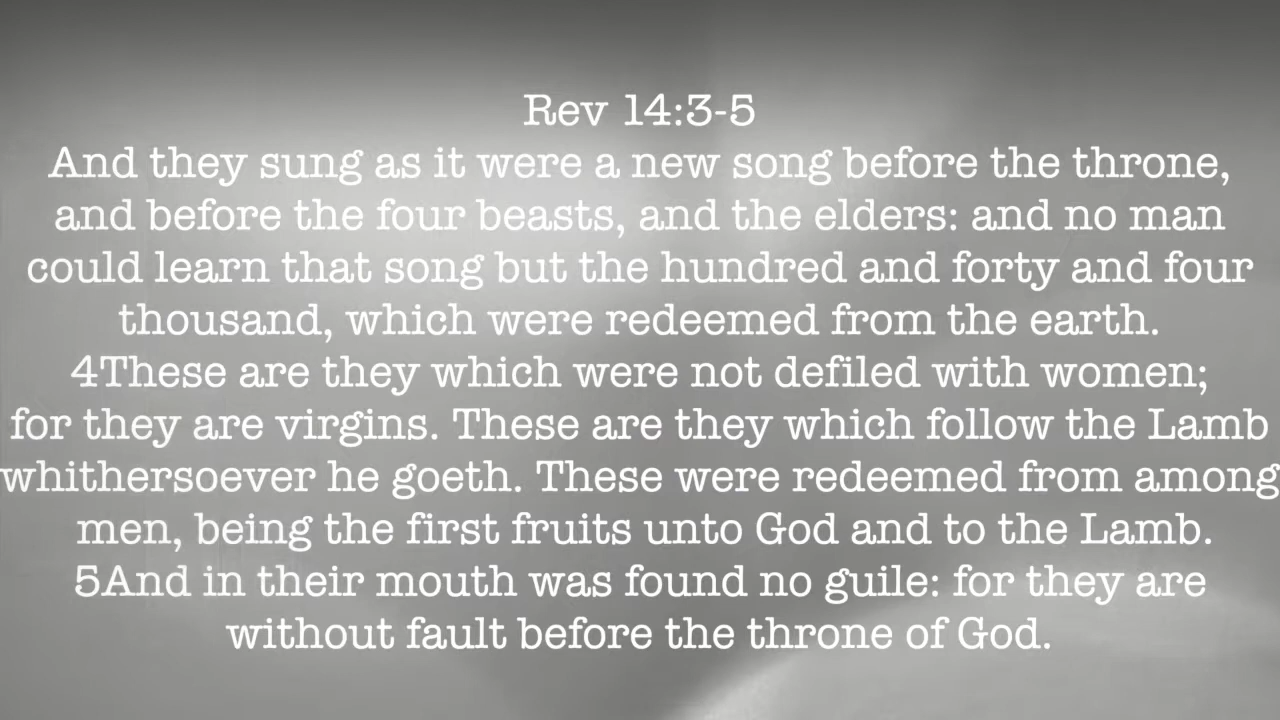 Rev 14:3-5
And they sung as it were a new song before the throne,
and before the four beasts, and the elders: and no man
could learn that song but the hundred and forty and four
thousand, which were redeemed from the earth.
4These are they which were not defiled with women;
for they are virgins. These are they which follow the Lamb
whithersoever he goeth. These were redeemed from among
men, being the first fruits unto God and to the Lamb.
5And in their mouth was found no guile: for they are
without fault before the throne of God.